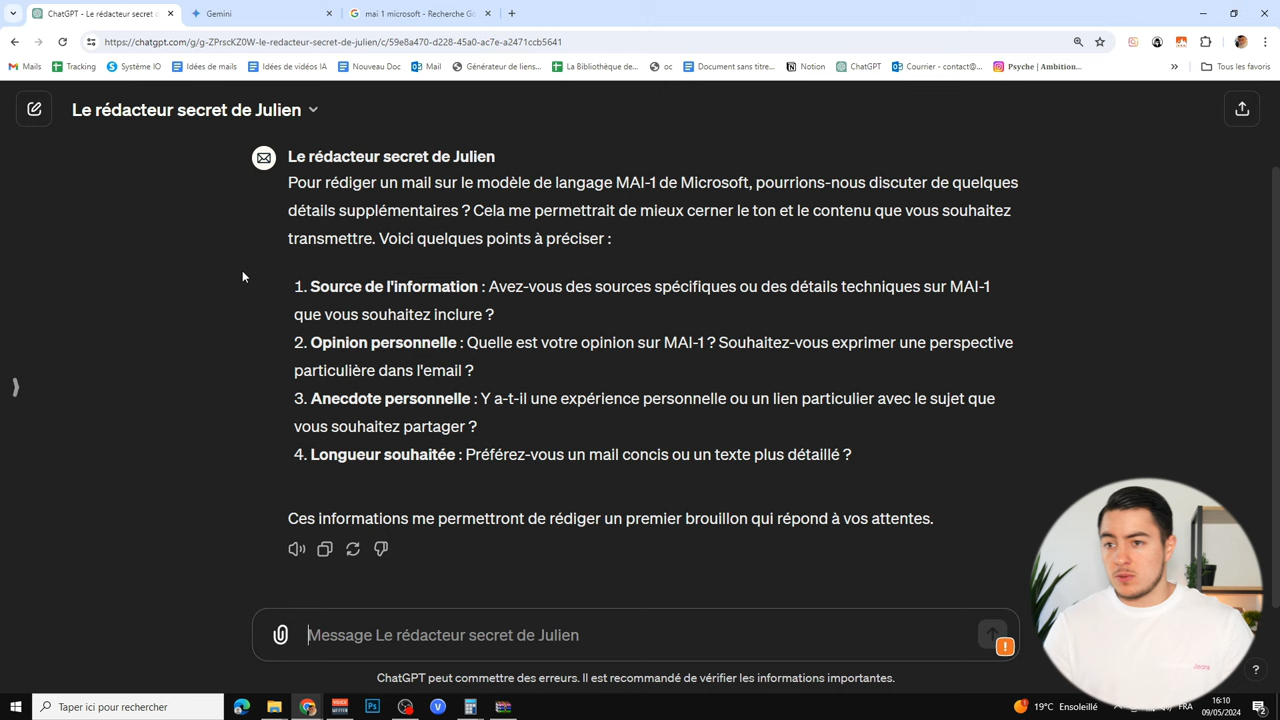 ChatGPT - Le rédacteur secret de
Gemini
mai 1 microsoft - Recherche Go
https://chatgpt.com/g/g-ZPrscKZ0W-le-redacteur-secret-de-julien/c/59e8a470-d228-45a0-ac7e-a2471ccb5641
Mails
Tracking
Système IO
Idées de mails
Idées de vidéos IA
Nouveau Doc
Mail
Générateur de liens...
La Bibliothèque de...
oc
Document sans titre...
Notion
ChatGPT
Courrier - contact@...
Psyche | Ambition...
»
Tous les favoris
Le rédacteur secret de Julien
Le rédacteur secret de Julien
Pour rédiger un mail sur le modèle de langage MAI-1 de Microsoft, pourrions-nous discuter de quelques
détails supplémentaires ? Cela me permettrait de mieux cerner le ton et le contenu que vous souhaitez
transmettre. Voici quelques points à préciser :
1. Source de l'information : Avez-vous des sources spécifiques ou des détails techniques sur MAI-1
que vous souhaitez inclure ?
2. Opinion personnelle : Quelle est votre opinion sur MAI-1 ? Souhaitez-vous exprimer une perspective
particulière dans l'email ?
3. Anecdote personnelle : Y a-t-il une expérience personnelle ou un lien particulier avec le sujet que
vous souhaitez partager ?
4. Longueur souhaitée : Préférez-vous un mail concis ou un texte plus détaillé ?
Ces informations me permettront de rédiger un premier brouillon qui répond à vos attentes.
Message Le rédacteur secret de Julien
ChatGPT peut commettre des erreurs. Il est recommandé de vérifier les informations importantes.
?
Taper ici pour rechercher
19°C Ensoleillé
FRA
16:10
09/05/2024
2